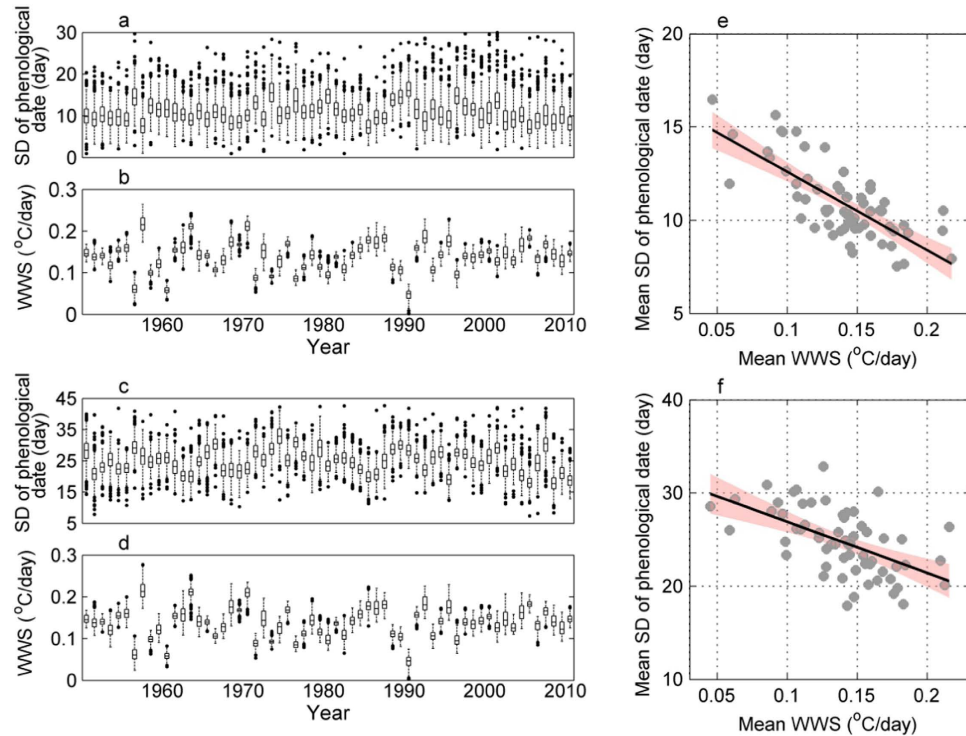 a
SD of phenological
date (day)
30
20
10
0
b
WWS (°C/day)
0.3
0.2
0.1
0
1960 1970 1980 1990 2000 2010
Year
c
SD of phenological
date (day)
45
35
25
15
5
d
WWS (°C/day)
0.3
0.2
0.1
0
1960 1970 1980 1990 2000 2010
Year
e
Mean SD of phenological date (day)
20
15
10
5
0.05 0.1 0.15 0.2
Mean WWS (°C/day)
f
Mean SD of phenological date (day)
40
30
20
10
0.05 0.1 0.15 0.2
Mean WWS (°C/day)